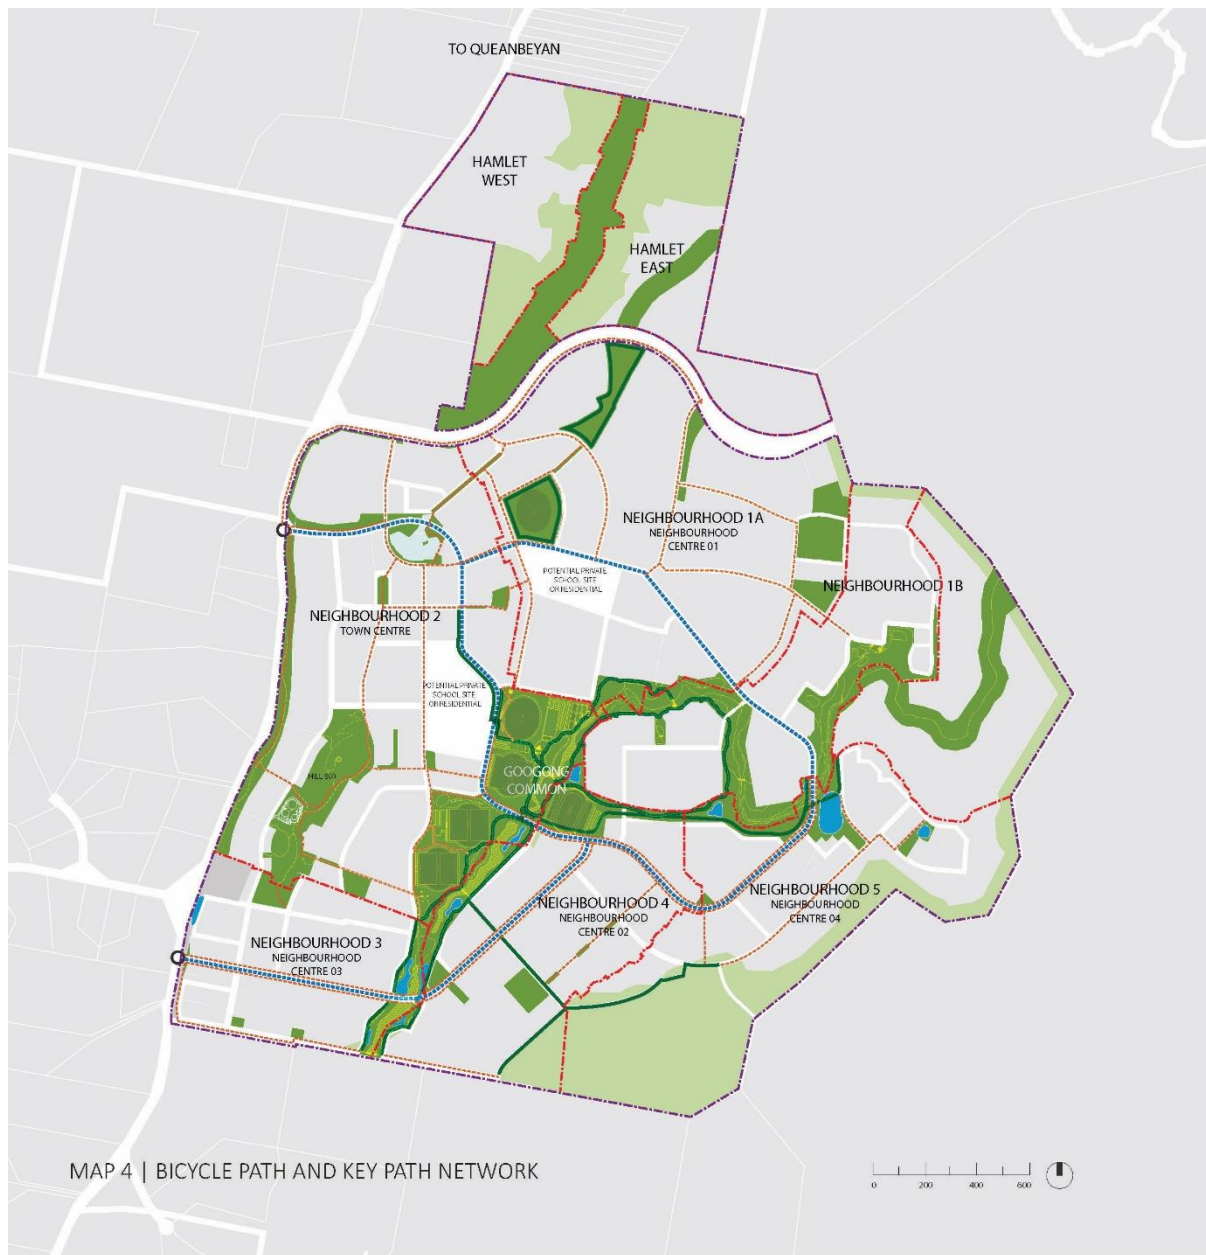 TO QUEANBEYAN
HAMLET
WEST
HAMLET
EAST
NEIGHBOURHOOD 1A
NEIGHBOURHOOD
CENTRE 01
POTENTIAL PRIVATE
SCHOOL SITE
OR RESIDENTIAL
NEIGHBOURHOOD 1B
NEIGHBOURHOOD 2
TOWN CENTRE
POTENTIAL PRIVATE
SCHOOL SITE
OR RESIDENTIAL
GOOGONG
COMMON
HILL 800
NEIGHBOURHOOD 5
NEIGHBOURHOOD
CENTRE 04
NEIGHBOURHOOD 4
NEIGHBOURHOOD
CENTRE 02
NEIGHBOURHOOD 3
NEIGHBOURHOOD
CENTRE 03
MAP 4 | BICYCLE PATH AND KEY PATH NETWORK
0 200 400 600